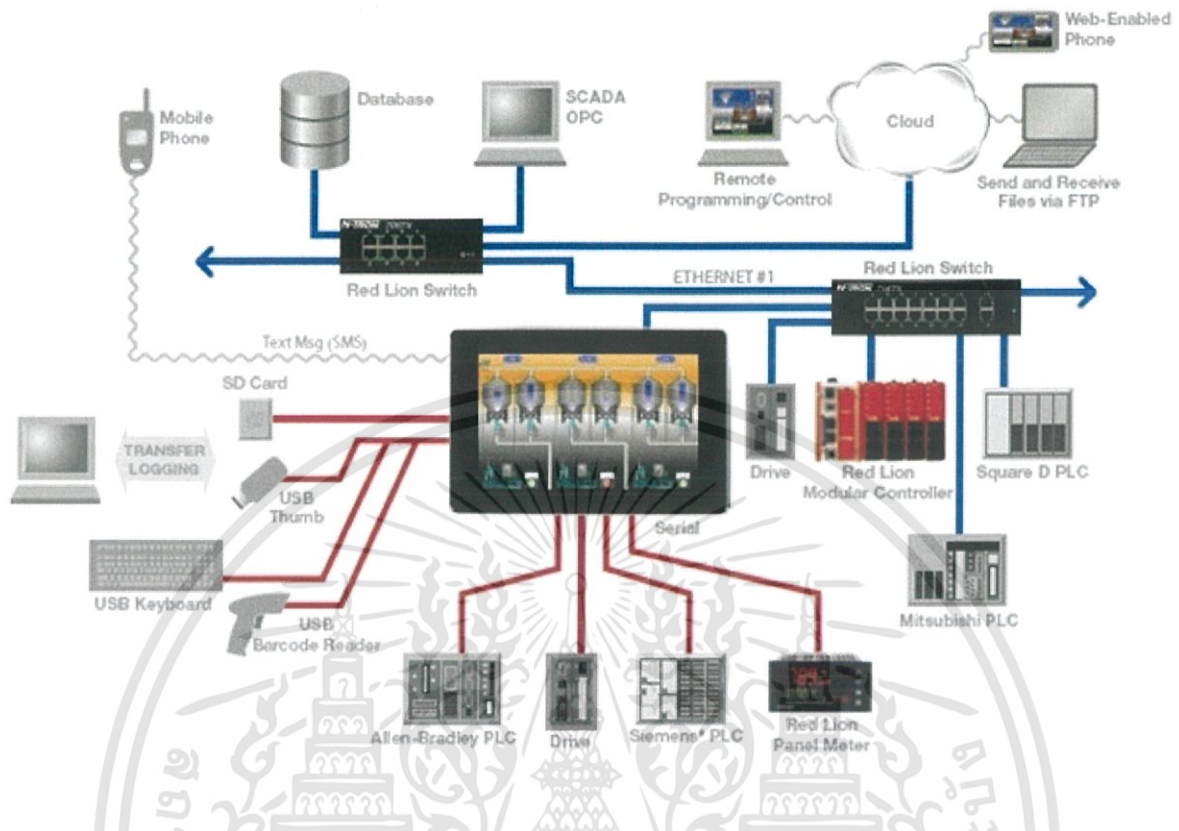 Web-Enabled
Phone
Database
SCADA
OPC
Mobile
Phone
Cloud
Remote
Programming/Control
Send and Receive
Files via FTP
N-TRON
Red Lion Switch
ETHERNET #1
Red Lion Switch
N-TRON
Text Msg (SMS)
SD Card
TRANSFER
LOGGING
USB
Thumb
Drive
Red Lion
Modular Controller
Square D PLC
Serial
USB Keyboard
USB
Barcode Reader
Mitsubishi PLC
Allen-Bradley PLC
Drive
Siemens® PLC
Red Lion
Panel Meter